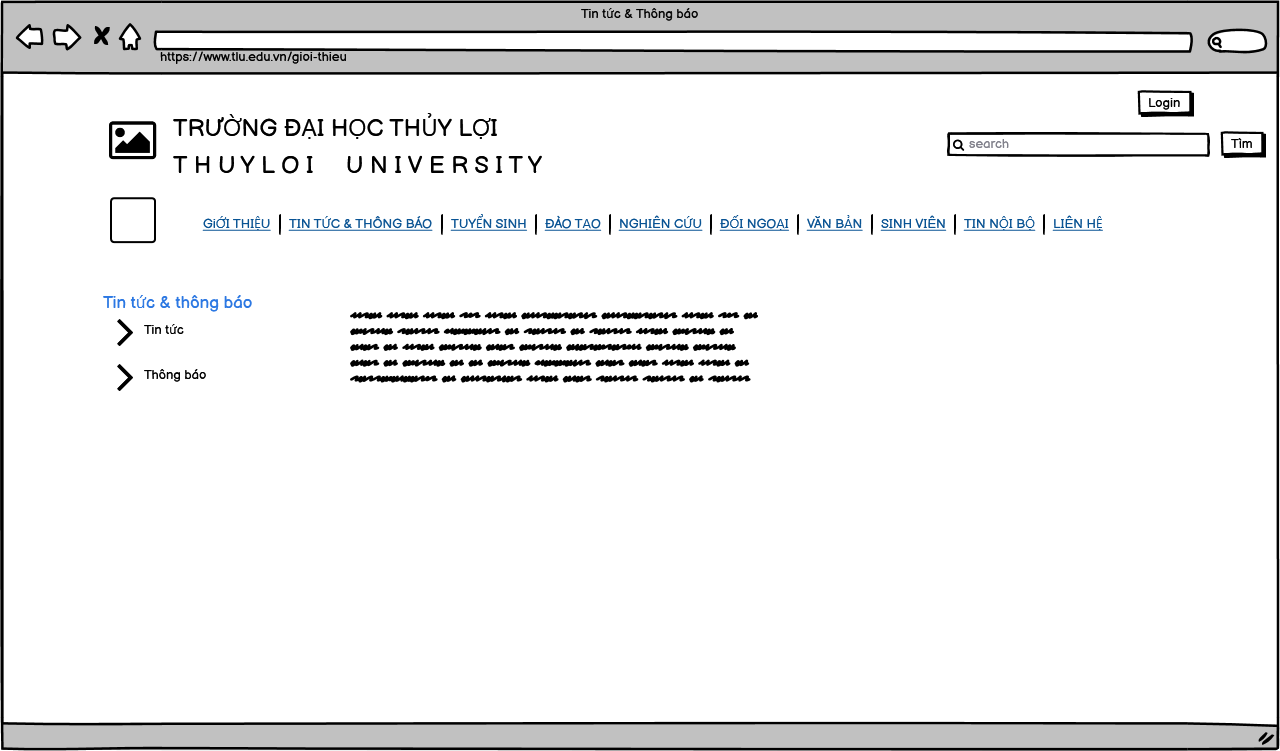 Tin tức & Thông báo
https://www.tlu.edu.vn/gioi-thieu
Login
TRƯỜNG ĐẠI HỌC THỦY LỢI
search
Tìm
THUYLOI UNIVERSITY
GIỚI THIỆU | TIN TỨC & THÔNG BÁO | TUYỂN SINH | ĐÀO TẠO | NGHIÊN CỨU | ĐỐI NGOẠI | VĂN BẢN | SINH VIÊN | TIN NỘI BỘ | LIÊN HỆ
Tin tức & thông báo
Tin tức
Thông báo